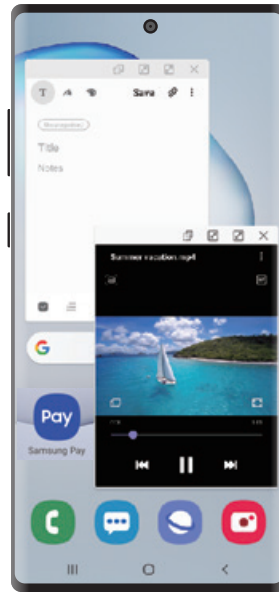 T Save
Title
Notes
Summer vacation.mp4
G
Pay
Samsung Pay